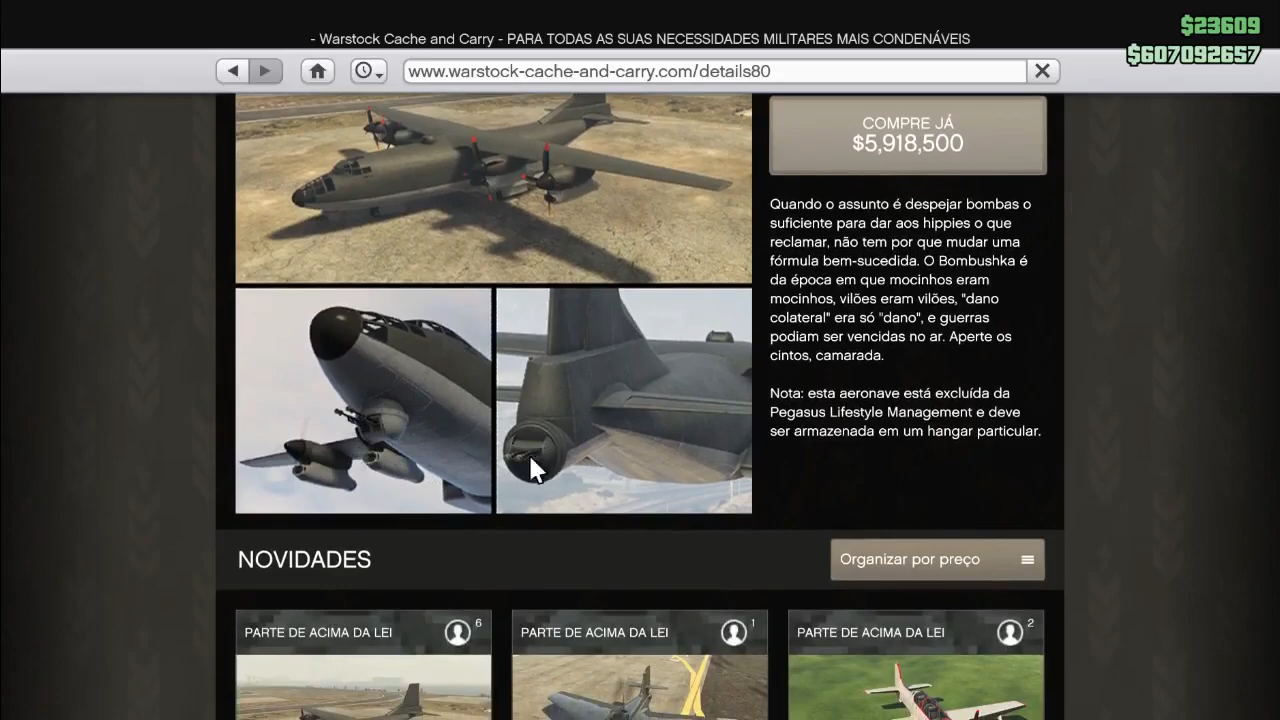 $23609
- Warstock Cache and Carry - PARA TODAS AS SUAS NECESSIDADES MILITARES MAIS CONDENÁVEIS
$607092657
www.warstock-cache-and-carry.com/details80
COMPRE JÁ
$5,918,500
Quando o assunto é despejar bombas o
suficiente para dar aos hippies o que
reclamar, não tem por que mudar uma
fórmula bem-sucedida. O Bombushka é
da época em que mocinhos eram
mocinhos, vilões eram vilões, "dano
colateral" era só "dano", e guerras
podiam ser vencidas no ar. Aperte os
cintos, camarada.
Nota: esta aeronave está excluída da
Pegasus Lifestyle Management e deve
ser armazenada em um hangar particular.
NOVIDADES
Organizar por preço
PARTE DE ACIMA DA LEI 6
PARTE DE ACIMA DA LEI 1
PARTE DE ACIMA DA LEI 2